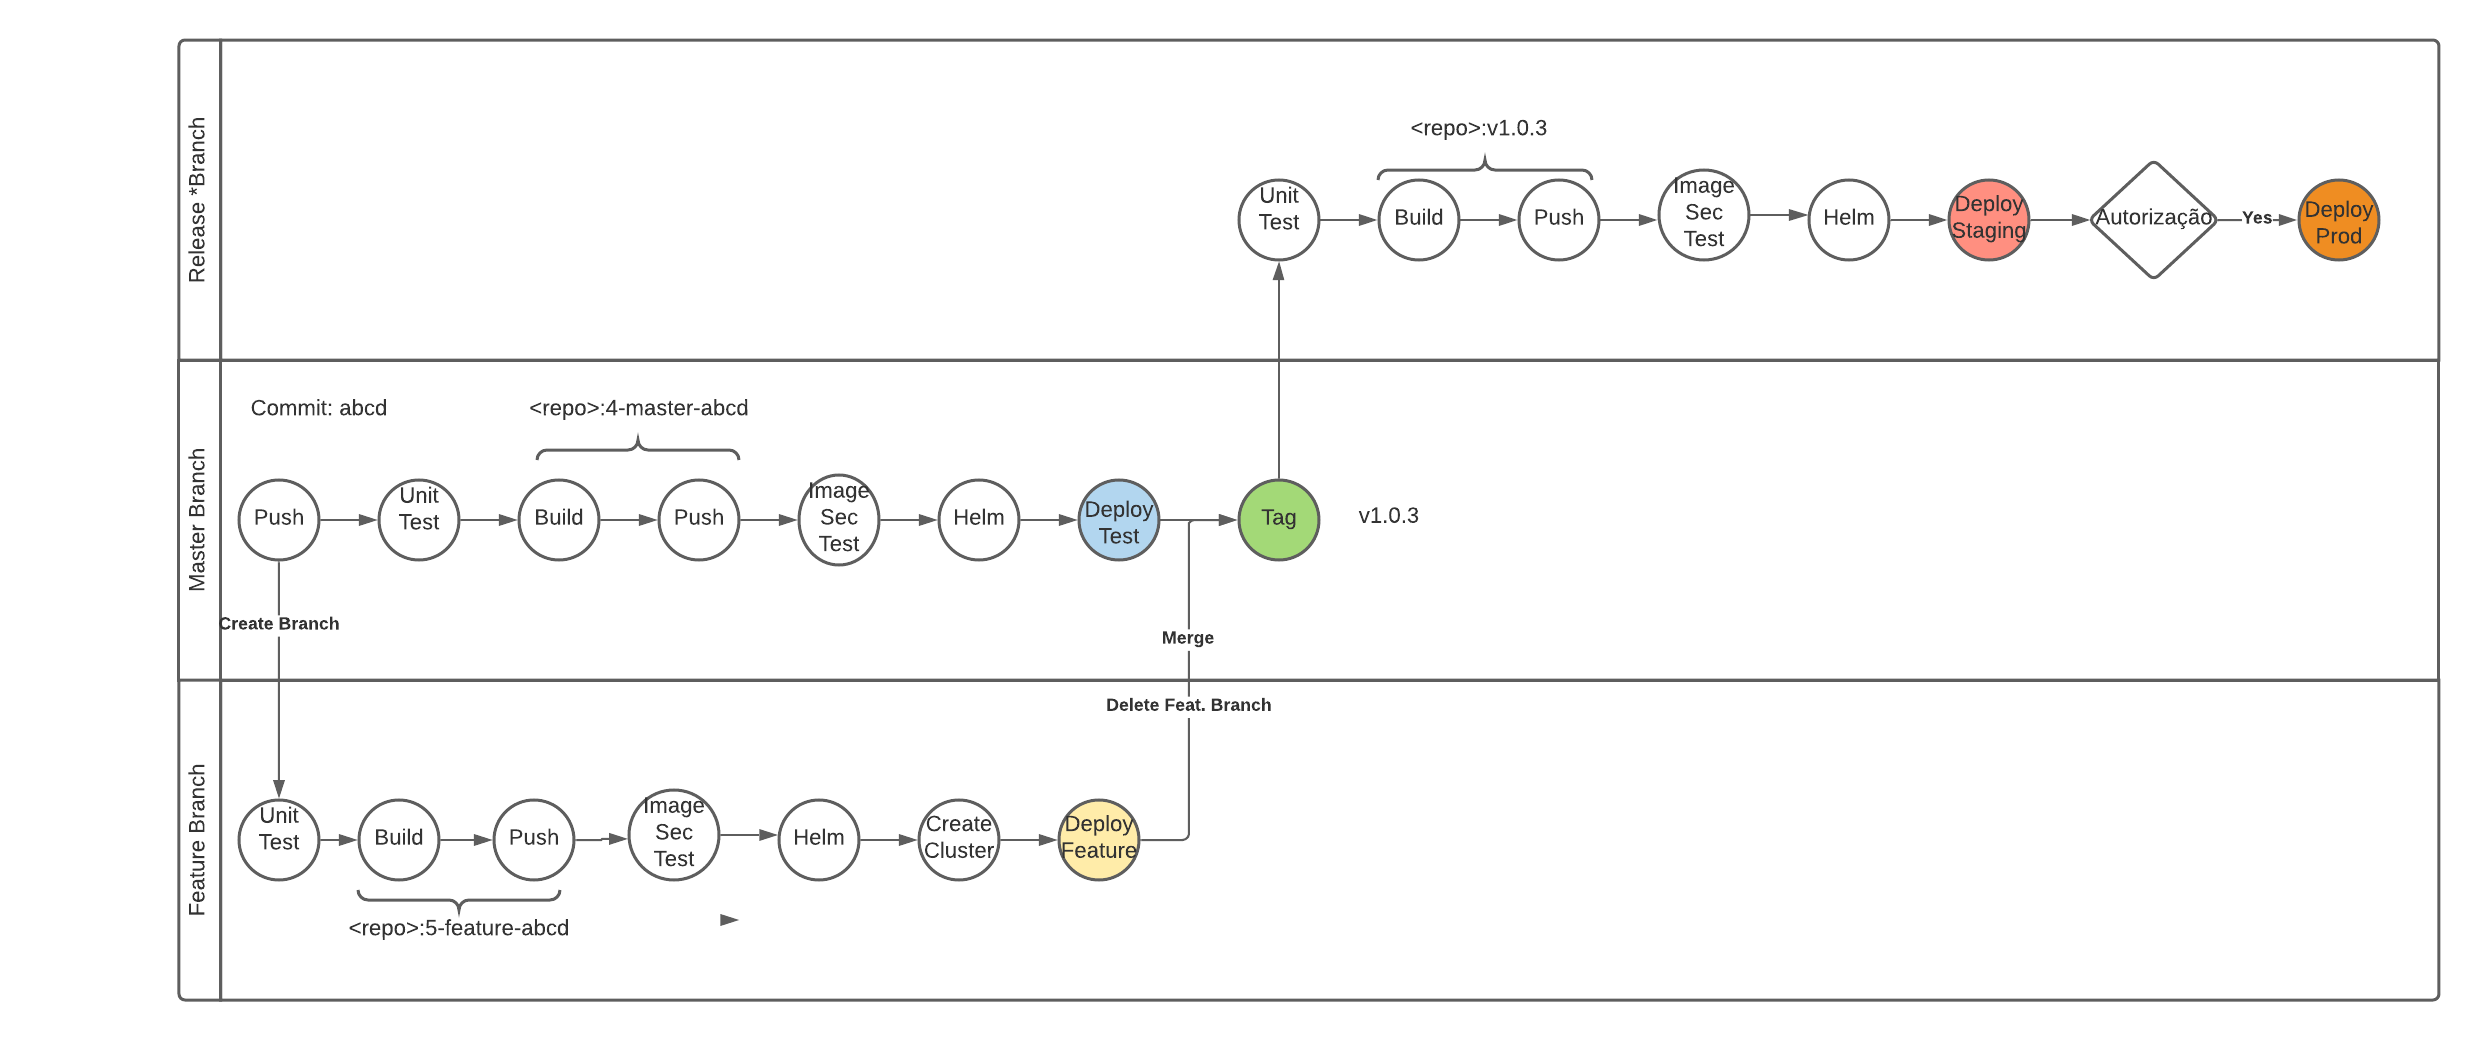 Release *Branch
<repo>:v1.0.3
Unit
Test
Build
Push
Image
Sec
Test
Helm
Deploy
Staging
Autorização
Yes
Deploy
Prod
Master Branch
Commit: abcd
<repo>:4-master-abcd
Push
Unit
Test
Build
Push
Image
Sec
Test
Helm
Deploy
Test
Tag
v1.0.3
Create Branch
Merge
Feature Branch
Delete Feat. Branch
Unit
Test
Build
Push
Image
Sec
Test
Helm
Create
Cluster
Deploy
Feature
<repo>:5-feature-abcd